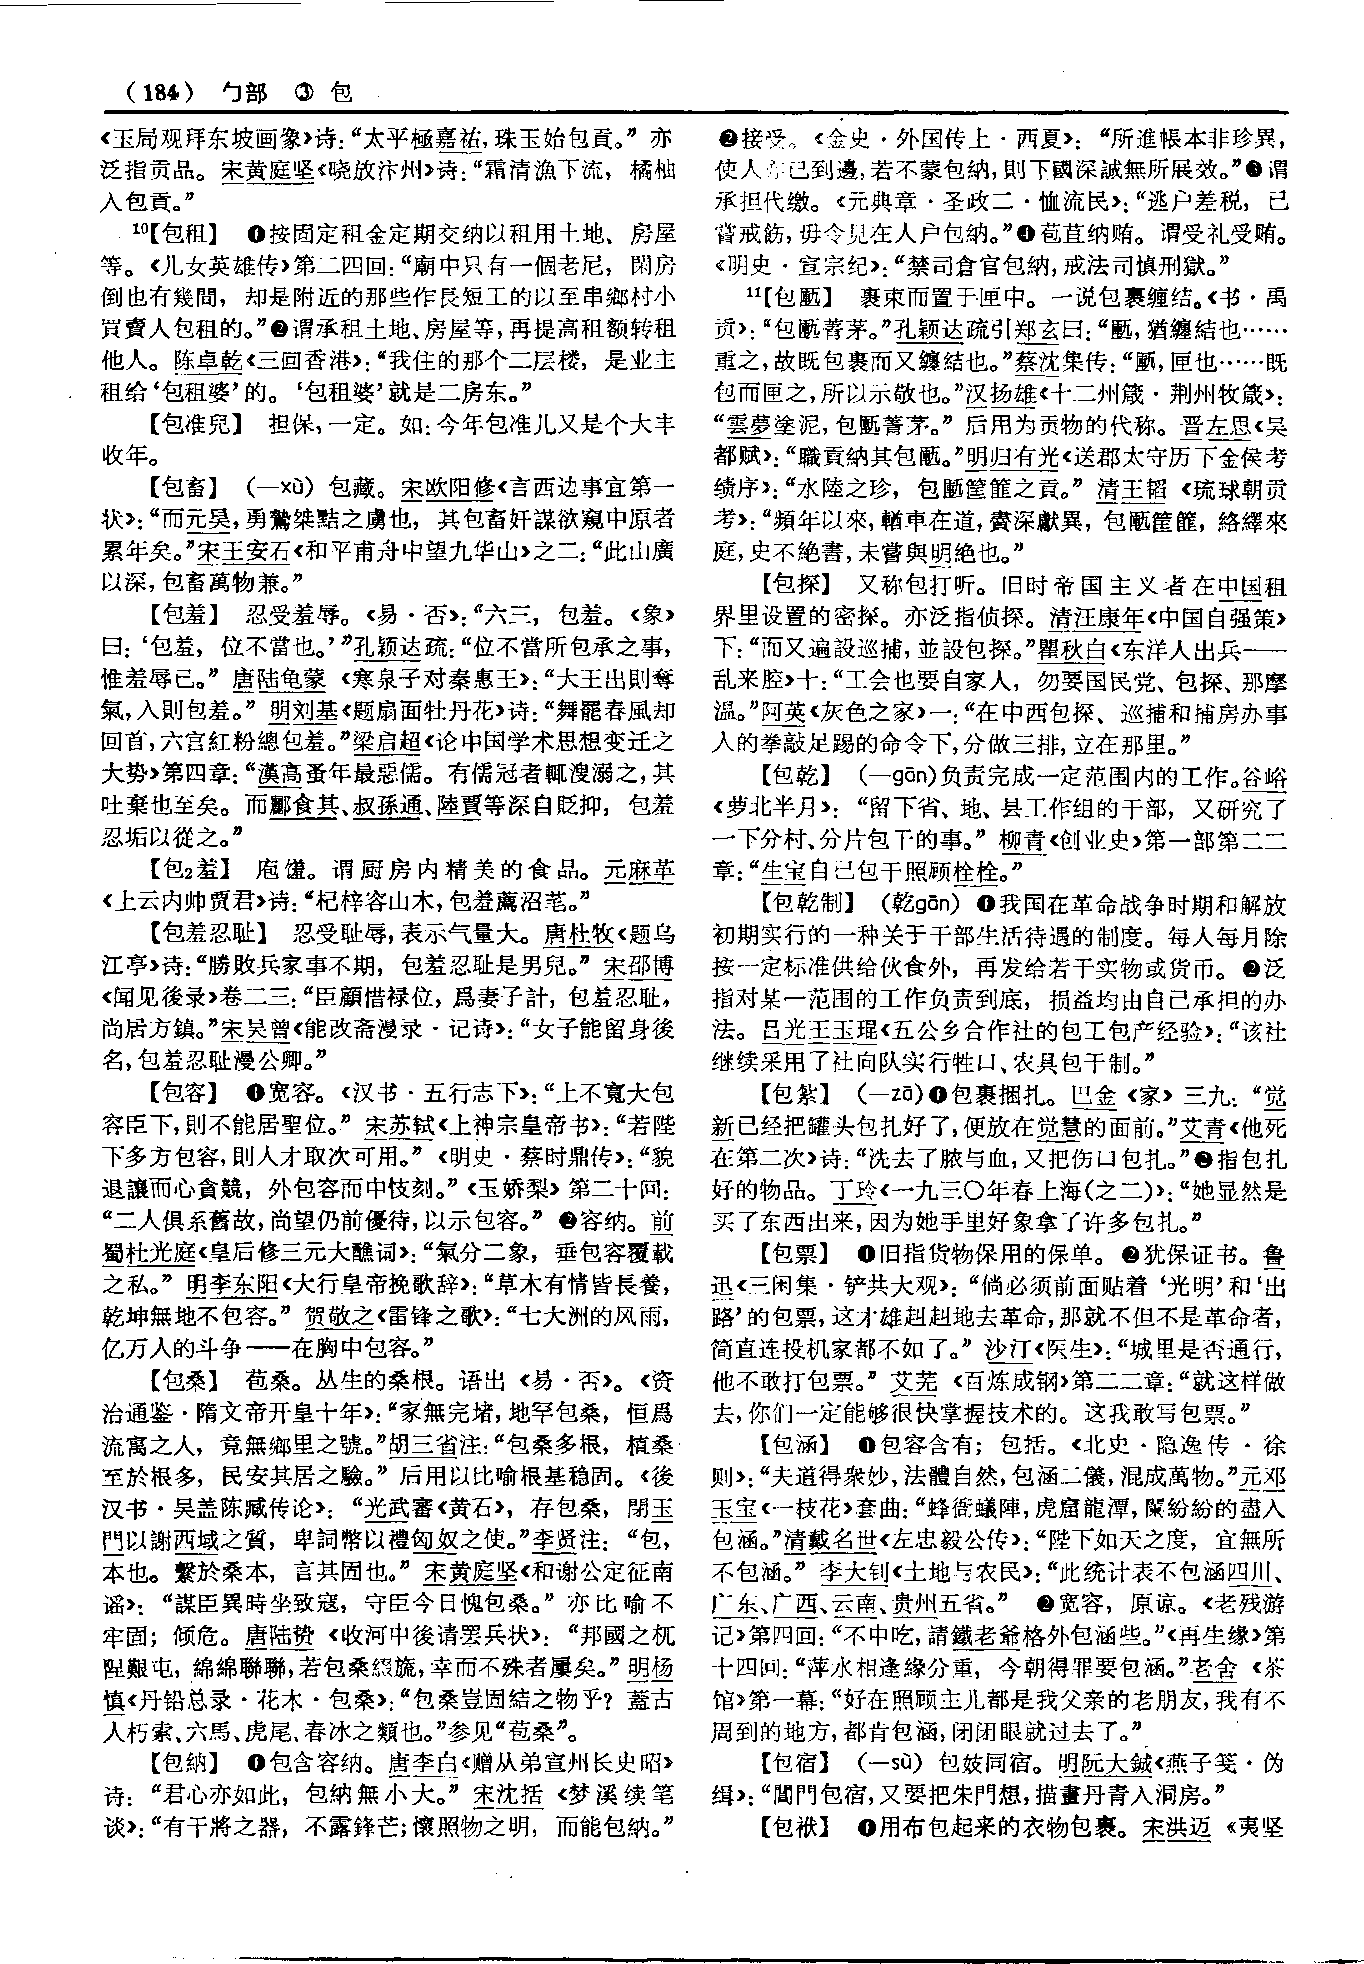 （184） 勹部 ③ 包
《玉局观拜东坡画象》诗：“太平極嘉祐，珠玉始包貢。”亦
泛指贡品。宋黄庭坚《晓放汴州》诗：“霜清漁下流，橘柚
入包貢。”
¹⁰【包租】 ❶按固定租金定期交纳以租用土地、房屋
等。《儿女英雄传》第二四回：“廟中只有一個老尼，閑房
倒也有幾間，却是附近的那些作長短工的以至串鄉村小
買賣人包租的。”❷谓承租土地、房屋等，再提高租额转租
他人。陈卓乾《三回香港》：“我住的那个二层楼，是业主
租给‘包租婆’的。‘包租婆’就是二房东。”
【包准兒】 担保，一定。如：今年包准儿又是个大丰
收年。
【包畜】 （—xù）包藏。宋欧阳修《言西边事宜第一
状》：“而元昊，勇鷙桀黠之虜也，其包畜奸謀欲窺中原者
累年矣。”宋王安石《和平甫舟中望九华山》之二：“此山廣
以深，包畜萬物兼。”
【包羞】 忍受羞辱。《易·否》：“六三，包羞。《象》
曰：‘包羞，位不當也。’”孔颖达疏：“位不當所包承之事，
惟羞辱已。”唐陆龟蒙《寒泉子对秦惠王》：“大王出則奪
氣，入則包羞。”明刘基《题扇面牡丹花》诗：“舞罷春風却
回首，六宫紅粉總包羞。”梁启超《论中国学术思想变迁之
大势》第四章：“漢高蚤年最惡儒。有儒冠者輒溲溺之，其
吐棄也至矣。而酈食其、叔孫通、陸賈等深自貶抑，包羞
忍垢以從之。”
【包₂羞】 庖馐。谓厨房内精美的食品。元麻革
《上云内帅贾君》诗：“杞梓容山木，包羞薦沼芼。”
【包羞忍耻】 忍受耻辱，表示气量大。唐杜牧《题乌
江亭》诗：“勝敗兵家事不期，包羞忍耻是男兒。”宋邵博
《闻见後录》卷二三：“臣顧惜禄位，爲妻子計，包羞忍耻，
尚居方鎮。”宋吴曾《能改斋漫录·记诗》：“女子能留身後
名，包羞忍耻漫公卿。”
【包容】 ❶宽容。《汉书·五行志下》：“上不寬大包
容臣下，則不能居聖位。”宋苏轼《上神宗皇帝书》：“若陛
下多方包容，則人才取次可用。”《明史·蔡时鼎传》：“貌
退讓而心貪競，外包容而中忮刻。”《玉娇梨》第二十回：
“二人俱系舊故，尚望仍前優待，以示包容。”❷容纳。前
蜀杜光庭《皇后修三元大醮词》：“氣分二象，垂包容覆載
之私。”明李东阳《大行皇帝挽歌辞》：“草木有情皆長養，
乾坤無地不包容。”贺敬之《雷锋之歌》：“七大洲的风雨，
亿万人的斗争——在胸中包容。”
【包桑】 苞桑。丛生的桑根。语出《易·否》。《资
治通鉴·隋文帝开皇十年》：“家無完堵，地罕包桑，恒爲
流寓之人，竟無鄉里之號。”胡三省注：“包桑多根，植桑
至於根多，民安其居之驗。”后用以比喻根基稳固。《後
汉书·吴盖陈臧传论》：“光武審《黄石》，存包桑，閉玉
門以謝西域之質，卑詞幣以禮匈奴之使。”李贤注：“包，
本也。繫於桑本，言其固也。”宋黄庭坚《和谢公定征南
谣》：“謀臣異時坐致寇，守臣今日愧包桑。”亦比喻不
牢固；倾危。唐陆贽《收河中後请罢兵状》：“邦國之杌
隉艱屯，綿綿聯聯，若包桑綴旒，幸而不殊者屢矣。”明杨
慎《丹铅总录·花木·包桑》：“包桑豈固結之物乎？蓋古
人朽索、六馬、虎尾、春冰之類也。”参见“苞桑”。
【包納】 ❶包含容纳。唐李白《赠从弟宣州长史昭》
诗：“君心亦如此，包納無小大。”宋沈括《梦溪续笔
谈》：“有干將之器，不露鋒芒；懷照物之明，而能包納。”
❷接受。《金史·外国传上·西夏》：“所進帳本非珍異，
使人亦已到邊，若不蒙包納，則下國深誠無所展效。”❸谓
承担代缴。《元典章·圣政二·恤流民》：“逃户差税，已
嘗戒飭，毋令見在人户包纳。”❹苞苴纳贿。谓受礼受贿。
《明史·宣宗纪》：“禁司倉官包納，戒法司慎刑獄。”
¹¹【包匭】 裹束而置于匣中。一说包裹缠结。《书·禹
贡》：“包匭菁茅。”孔颖达疏引郑玄曰：“匭，猶纏結也……
重之，故既包裹而又纏結也。”蔡沈集传：“匭，匣也……既
包而匣之，所以示敬也。”汉扬雄《十二州箴·荆州牧箴》：
“雲夢塗泥，包匭菁茅。”后用为贡物的代称。晋左思《吴
都赋》：“職貢納其包匭。”明归有光《送郡太守历下金侯考
绩序》：“水陸之珍，包匭筐篚之貢。”清王韬《琉球朝贡
考》：“頻年以來，輶車在道，賫深獻異，包匭筐篚，絡繹來
庭，史不絶書，未嘗與明絶也。”
【包探】 又称包打听。旧时帝国主义者在中国租
界里设置的密探。亦泛指侦探。清汪康年《中国自强策》
下：“而又遍設巡捕，並設包探。”瞿秋白《东洋人出兵——
乱来腔》十：“工会也要自家人，勿要国民党、包探、那摩
温。”阿英《灰色之家》一：“在中西包探、巡捕和捕房办事
人的拳敲足踢的命令下，分做三排，立在那里。”
【包乾】 （—gān）负责完成一定范围内的工作。谷峪
《萝北半月》：“留下省、地、县工作组的干部，又研究了
一下分村、分片包干的事。”柳青《创业史》第一部第二二
章：“生宝自己包干照顾栓栓。”
【包乾制】 （乾gān）❶我国在革命战争时期和解放
初期实行的一种关于干部生活待遇的制度。每人每月除
按一定标准供给伙食外，再发给若干实物或货币。❷泛
指对某一范围的工作负责到底，损益均由自己承担的办
法。吕光王玉琨《五公乡合作社的包工包产经验》：“该社
继续采用了社向队实行牲口、农具包干制。”
【包紮】 （—zā）❶包裹捆扎。巴金《家》三九：“觉
新已经把罐头包扎好了，便放在觉慧的面前。”艾青《他死
在第二次》诗：“洗去了脓与血，又把伤口包扎。”❷指包扎
好的物品。丁玲《一九三〇年春上海（之二）》：“她显然是
买了东西出来，因为她手里好象拿了许多包扎。”
【包票】 ❶旧指货物保用的保单。❷犹保证书。鲁
迅《三闲集·铲共大观》：“倘必须前面贴着‘光明’和‘出
路’的包票，这才雄赳赳地去革命，那就不但不是革命者，
简直连投机家都不如了。”沙汀《医生》：“城里是否通行，
他不敢打包票。”艾芜《百炼成钢》第二二章：“就这样做
去，你们一定能够很快掌握技术的。这我敢写包票。”
【包涵】 ❶包容含有；包括。《北史·隐逸传·徐
则》：“夫道得衆妙，法體自然，包涵二儀，混成萬物。”元邓
玉宝《一枝花》套曲：“蜂衙蟻陣，虎窟龍潭，闌紛紛的盡入
包涵。”清戴名世《左忠毅公传》：“陛下如天之度，宜無所
不包涵。”李大钊《土地与农民》：“此统计表不包涵四川、
广东、广西、云南、贵州五省。”❷宽容，原谅。《老残游
记》第四回：“不中吃，請鐵老爺格外包涵些。”《再生缘》第
十四回：“萍水相逢緣分重，今朝得罪要包涵。”老舍《茶
馆》第一幕：“好在照顾主儿都是我父亲的老朋友，我有不
周到的地方，都肯包涵，闭闭眼就过去了。”
【包宿】 （—sù）包妓同宿。明阮大鋮《燕子笺·伪
缉》：“閶門包宿，又要把朱門想，描畫丹青入洞房。”
【包袱】 ❶用布包起来的衣物包裹。宋洪迈《夷坚